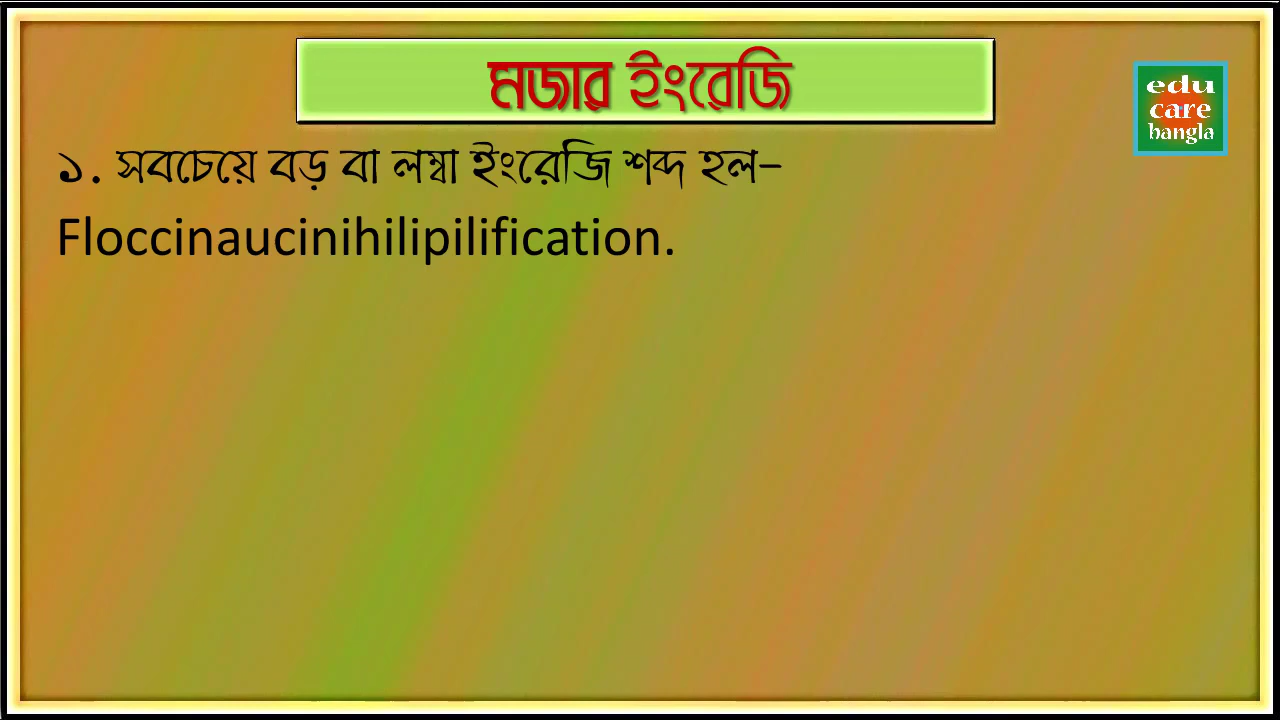 মজার ইংরেজি
edu
care
bangla
১. সবচেয়ে বড় বা লম্বা ইংরেজি শব্দ হল-
Floccinaucinihilipilification.